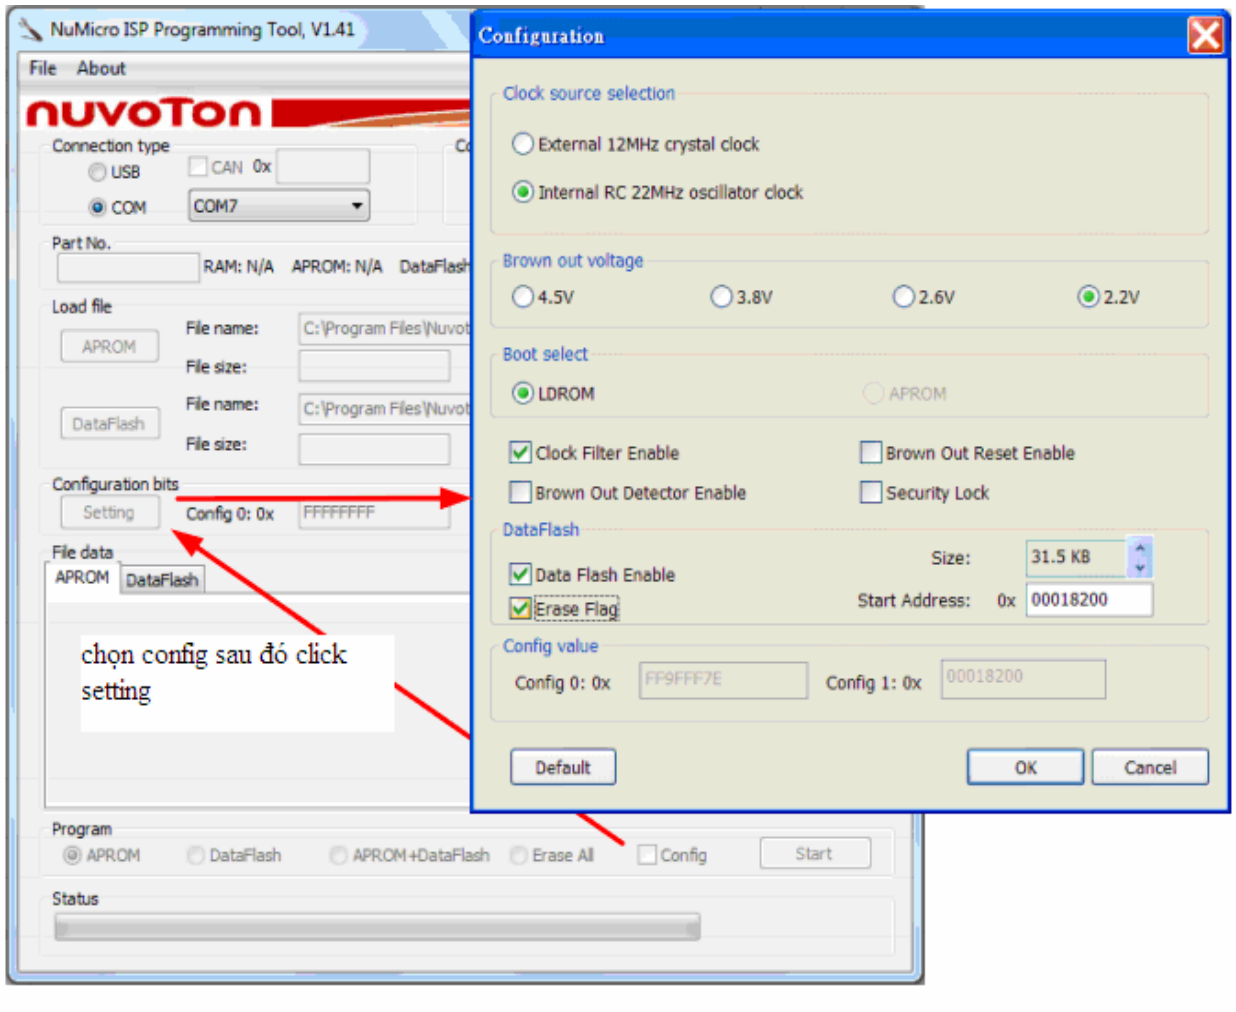 NuMicro ISP Programming Tool, V1.41
File About
nuvoTon
Connection type
USB
CAN 0x
COM
COM7
Part No.
RAM: N/A APROM: N/A DataFlash
Load file
APROM
File name:
C:\Program Files\Nuvot
File size:
DataFlash
File name:
C:\Program Files\Nuvot
File size:
Configuration bits
Setting
Config 0: 0x
FFFFFFFF
File data
APROM DataFlash
chọn config sau đó click
setting
Program
APROM DataFlash APROM+DataFlash Erase All Config Start
Status
Configuration
Clock source selection
External 12MHz crystal clock
Internal RC 22MHz oscillator clock
Brown out voltage
4.5V 3.8V 2.6V 2.2V
Boot select
LDROM APROM
Clock Filter Enable Brown Out Reset Enable
Brown Out Detector Enable Security Lock
DataFlash
Data Flash Enable
Size: 31.5 KB
Erase Flag
Start Address: 0x 00018200
Config value
Config 0: 0x FF9FFF7E Config 1: 0x 00018200
Default OK Cancel